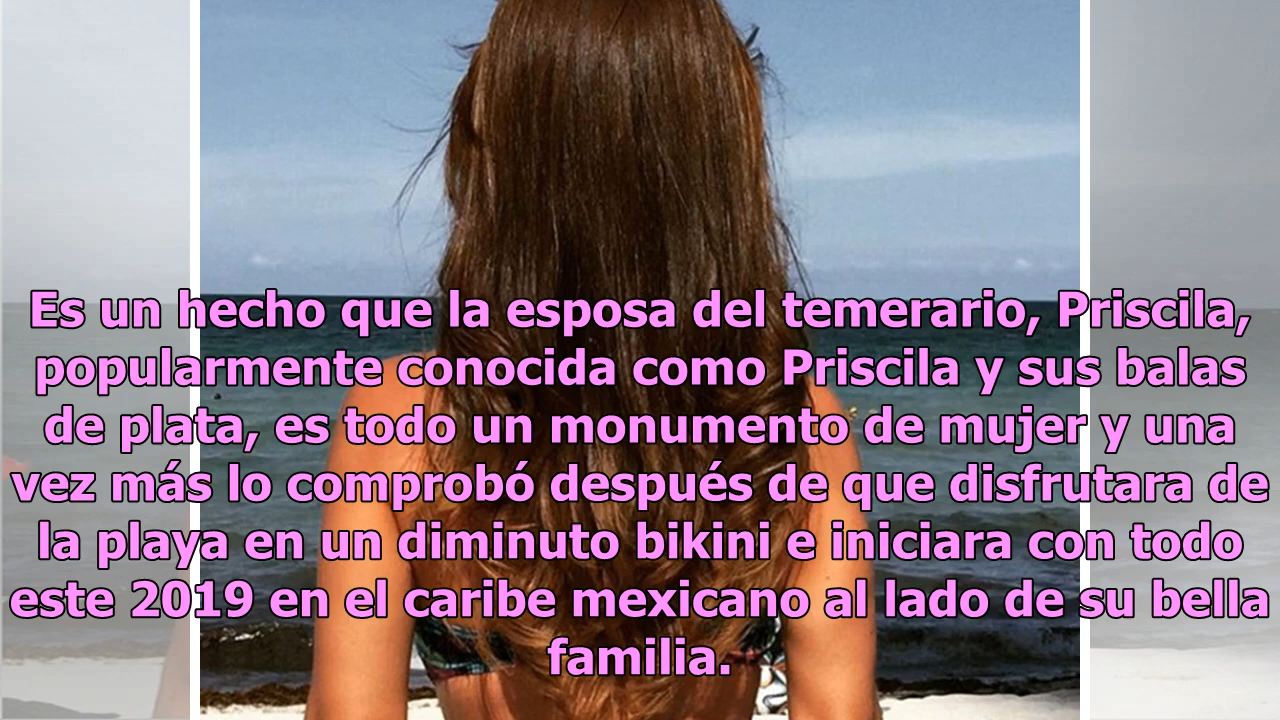 Es un hecho que la esposa del temerario, Priscila,
popularmente conocida como Priscila y sus balas
de plata, es todo un monumento de mujer y una
vez más lo comprobó después de que disfrutara de
la playa en un diminuto bikini e iniciara con todo
este 2019 en el caribe mexicano al lado de su bella
familia.